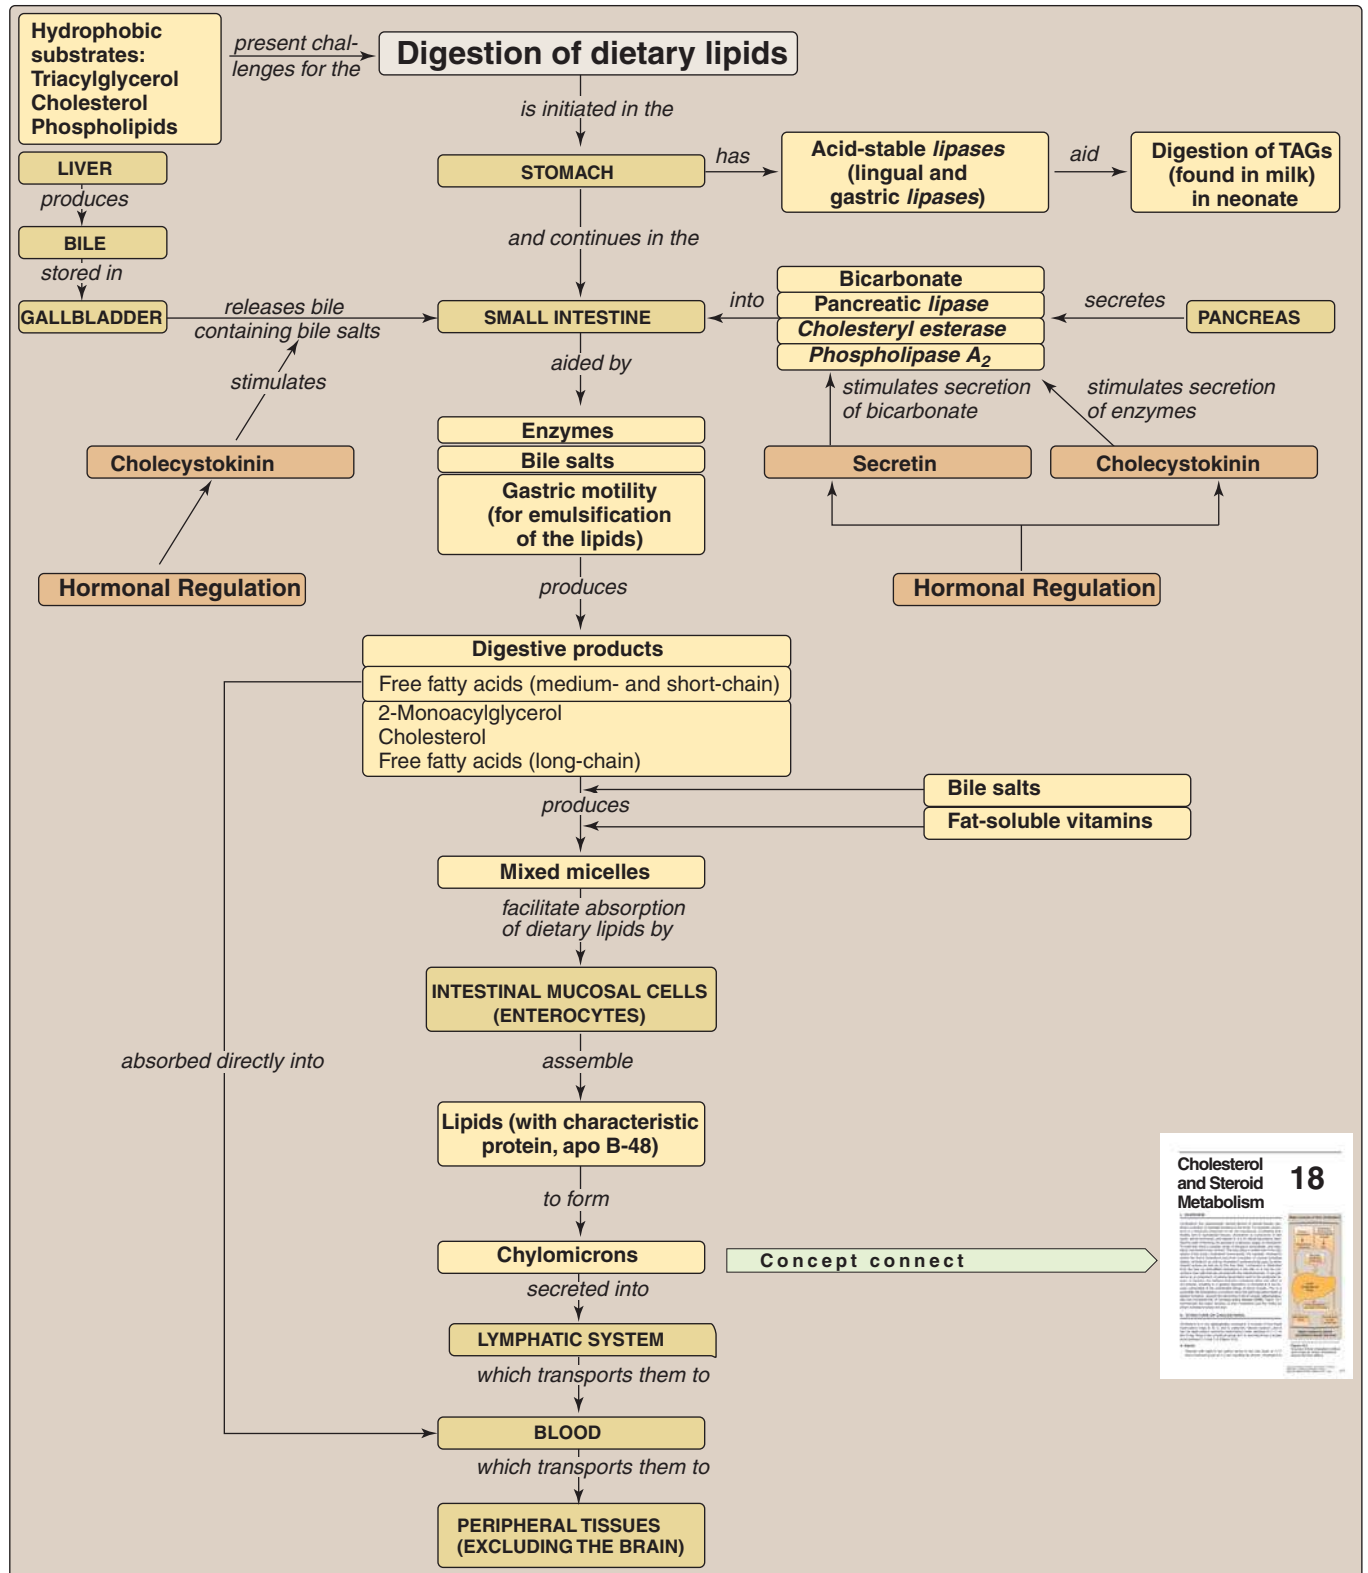 Hydrophobic
substrates:
Triacylglycerol
Cholesterol
Phospholipids
present chal-
lenges for the
Digestion of dietary lipids
is initiated in the
LIVER
produces
BILE
stored in
GALLBLADDER
releases bile
containing bile salts
stimulates
Cholecystokinin
Hormonal Regulation
STOMACH
has
Acid-stable lipases
(lingual and
gastric lipases)
aid
Digestion of TAGs
(found in milk)
in neonate
and continues in the
SMALL INTESTINE
into
Bicarbonate
Pancreatic lipase
Cholesteryl esterase
Phospholipase A2
secretes
PANCREAS
stimulates secretion
of bicarbonate
stimulates secretion
of enzymes
Secretin
Cholecystokinin
Hormonal Regulation
aided by
Enzymes
Bile salts
Gastric motility
(for emulsification
of the lipids)
produces
Digestive products
Free fatty acids (medium- and short-chain)
2-Monoacylglycerol
Cholesterol
Free fatty acids (long-chain)
produces
Bile salts
Fat-soluble vitamins
Mixed micelles
facilitate absorption
of dietary lipids by
INTESTINAL MUCOSAL CELLS
(ENTEROCYTES)
absorbed directly into
assemble
Lipids (with characteristic
protein, apo B-48)
to form
Chylomicrons
Concept connect
Cholesterol
and Steroid
Metabolism
18
secreted into
LYMPHATIC SYSTEM
which transports them to
BLOOD
which transports them to
PERIPHERAL TISSUES
(EXCLUDING THE BRAIN)